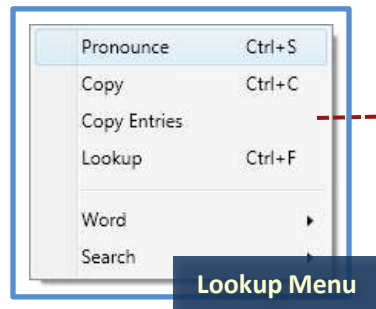 Pronounce Ctrl+S
Copy Ctrl+C
Copy Entries
Lookup Ctrl+F
Word
Search
Lookup Menu